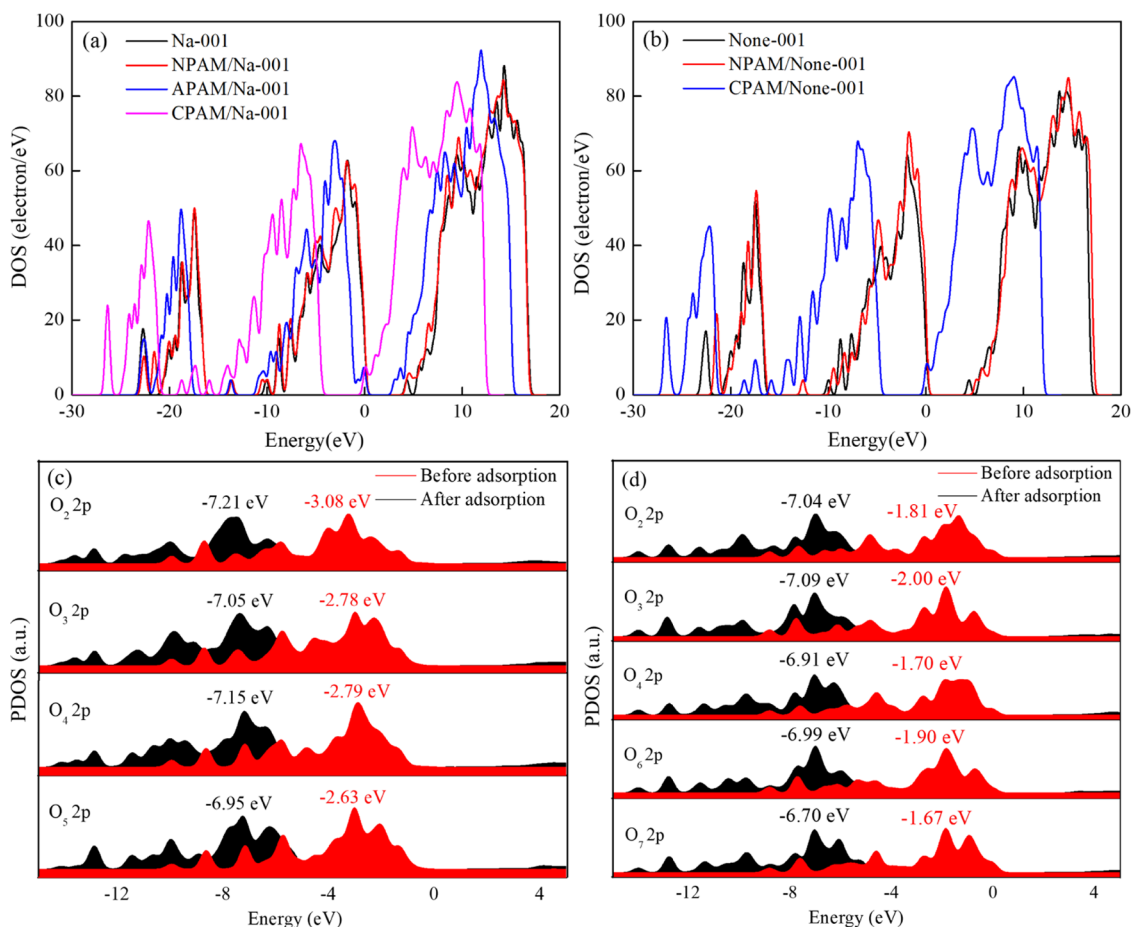 (a)
Na-001
NPAM/Na-001
APAM/Na-001
CPAM/Na-001
DOS (electron/eV)
100
80
60
40
20
0
-30 -20 -10 0 10 20
Energy(eV)
(b)
None-001
NPAM/None-001
CPAM/None-001
DOS (electron/eV)
100
80
60
40
20
0
-30 -20 -10 0 10 20
Energy(eV)
(c)
Before adsorption
After adsorption
O₂ 2p
-7.21 eV -3.08 eV
O₃ 2p
-7.05 eV -2.78 eV
O₄ 2p
-7.15 eV -2.79 eV
O₅ 2p
-6.95 eV -2.63 eV
PDOS (a.u.)
-12 -8 -4 0 4
Energy (eV)
(d)
Before adsorption
After adsorption
O₂ 2p
-7.04 eV -1.81 eV
O₃ 2p
-7.09 eV -2.00 eV
O₄ 2p
-6.91 eV -1.70 eV
O₆ 2p
-6.99 eV -1.90 eV
O₇ 2p
-6.70 eV -1.67 eV
PDOS (a.u.)
-12 -8 -4 0 4
Energy (eV)